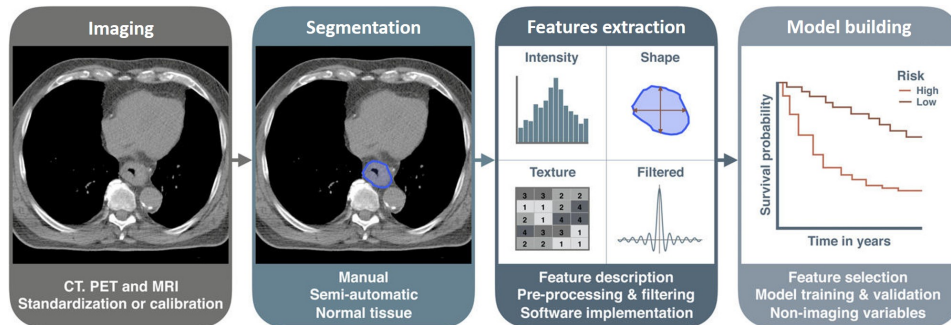 Imaging
CT. PET and MRI
Standardization or calibration
Segmentation
Manual
Semi-automatic
Normal tissue
Features extraction
Intensity
Shape
Texture
Filtered
3 3 2 2
1 1 2 4
2 1 4 4
4 3 3 1
2 2 1 1
Feature description
Pre-processing & filtering
Software implementation
Model building
Risk
High
Low
Survival probability
Time in years
Feature selection
Model training & validation
Non-imaging variables